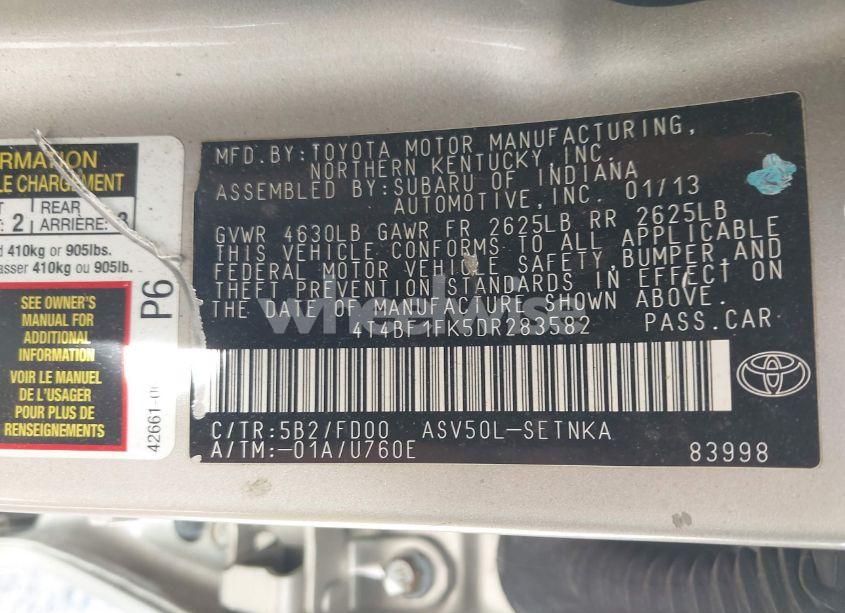 ORMATION
LE CHARGEMENT
2
REAR
ARRIÈRE:
410kg or 905lbs.
asser 410kg ou 905lb.
SEE OWNER'S
MANUAL FOR
ADDITIONAL
INFORMATION
VOIR LE MANUEL
DE L'USAGER
POUR PLUS DE
RENSEIGNEMENTS
P6
42661-0
MFD.BY:TOYOTA MOTOR MANUFACTURING,
NORTHERN KENTUCKY,INC.
ASSEMBLED BY:SUBARU OF INDIANA
AUTOMOTIVE,INC. 01/13
GVWR 4630LB GAWR FR 2625LB RR 2625LB
THIS VEHICLE CONFORMS TO ALL APPLICABLE
FEDERAL MOTOR VEHICLE SAFETY,BUMPER,AND
THEFT PREVENTION STANDARDS IN EFFECT ON
THE DATE OF MANUFACTURE SHOWN ABOVE.
4T4BF1FK5DR283582 PASS.CAR
wheelwise
C/TR:5B2/FD00 ASV50L-SETNKA
A/TM:-01A/U760E 83998